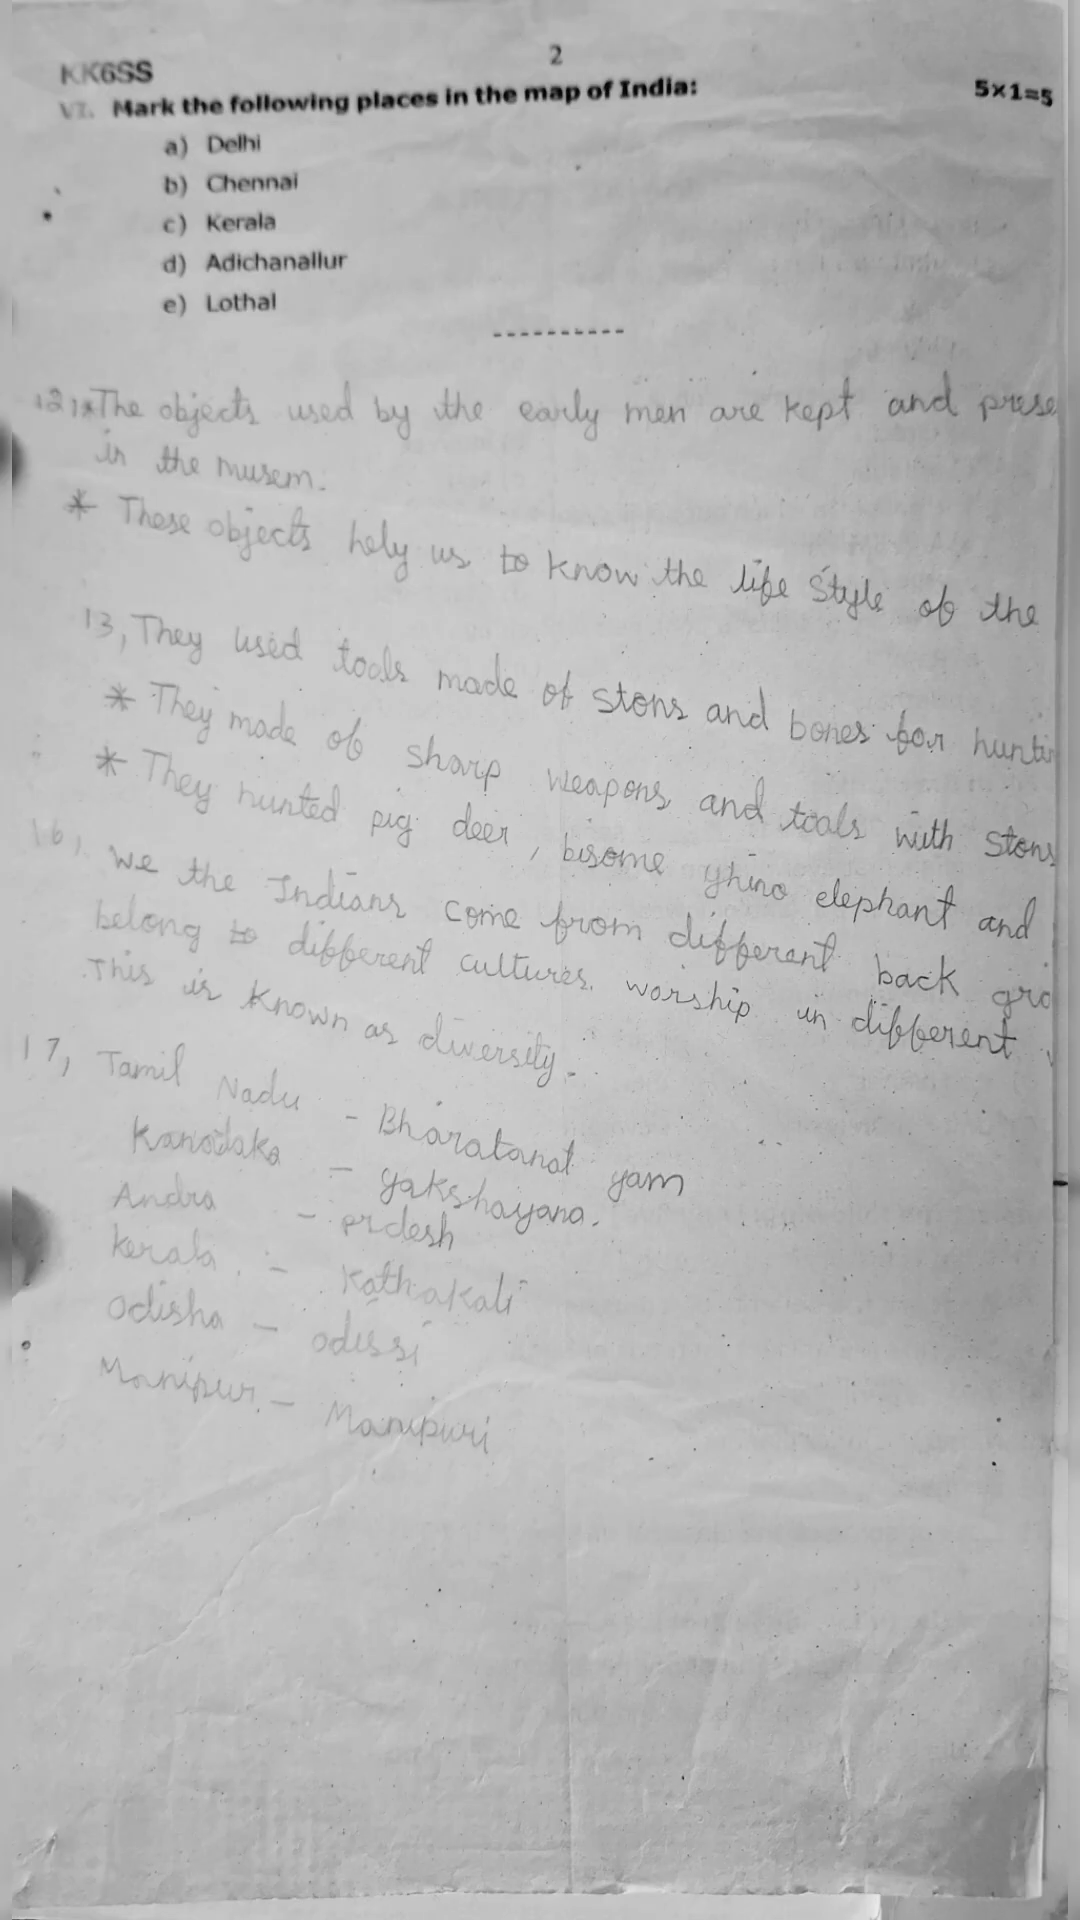 2
KK6SS
VI. Mark the following places in the map of India: 5×1=5
a) Delhi
b) Chennai
c) Kerala
d) Adichanallur
e) Lothal
----------
12, * The objects used by the early men are kept and prese
in the musem.
* These objects help us to know the life style of the
13, They used tools made of stons and bones for hunti
* They made of sharp weapons and tools with stons
* They hunted pig deer, bisome yhino elephant and
16, We the Indians come from different back gro
belong to different cultures. worship in different
This is known as diversity.
17, Tamil Nadu - Bharatanat yam
Kanataka - yakshayana.
Andra - prdesh
kerala. - Kathakali
odisha - odissi
Manipur. - Manipuri